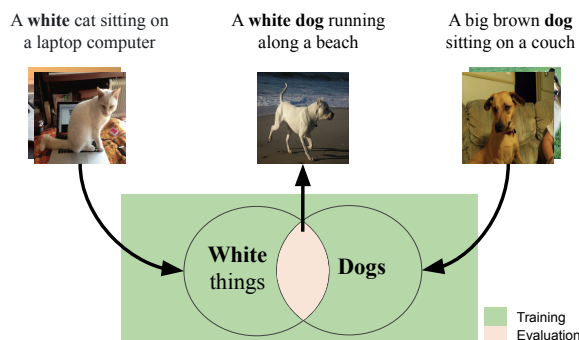 A white cat sitting on
a laptop computer
A white dog running
along a beach
A big brown dog
sitting on a couch
White
things
Dogs
Training
Evaluation